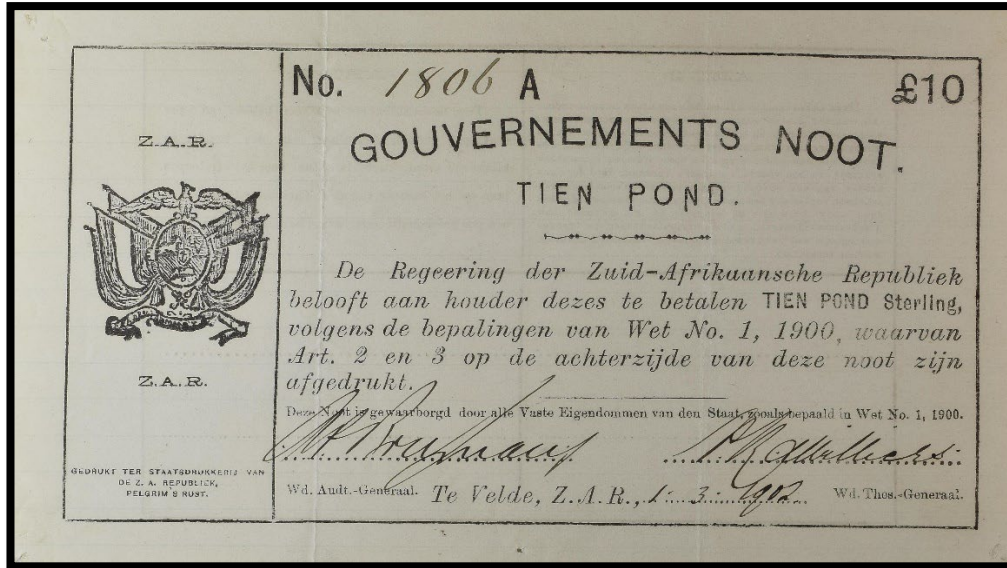 No. 1806 A £10
GOUVERNEMENTS NOOT.
TIEN POND.
De Regeering der Zuid-Afrikaansche Republiek
belooft aan houder dezes te betalen TIEN POND Sterling,
volgens de bepalingen van Wet No. 1, 1900, waarvan
Art. 2 en 3 op de achterzijde van deze noot zijn
afgedrukt.
Deze Noot is gewaarborgd door alle Vaste Eigendommen van den Staat, zooals bepaald in Wet No. 1, 1900.
Wd. Audt.-Generaal. Te Velde, Z.A.R., 1. 3. 1902. Wd. Thes.-Generaal.
Z.A.R.
Z.A.R.
GEDRUKT TER STAATSDRUKKERIJ VAN
DE Z. A. REPUBLIEK,
PELGRIM S RUST.